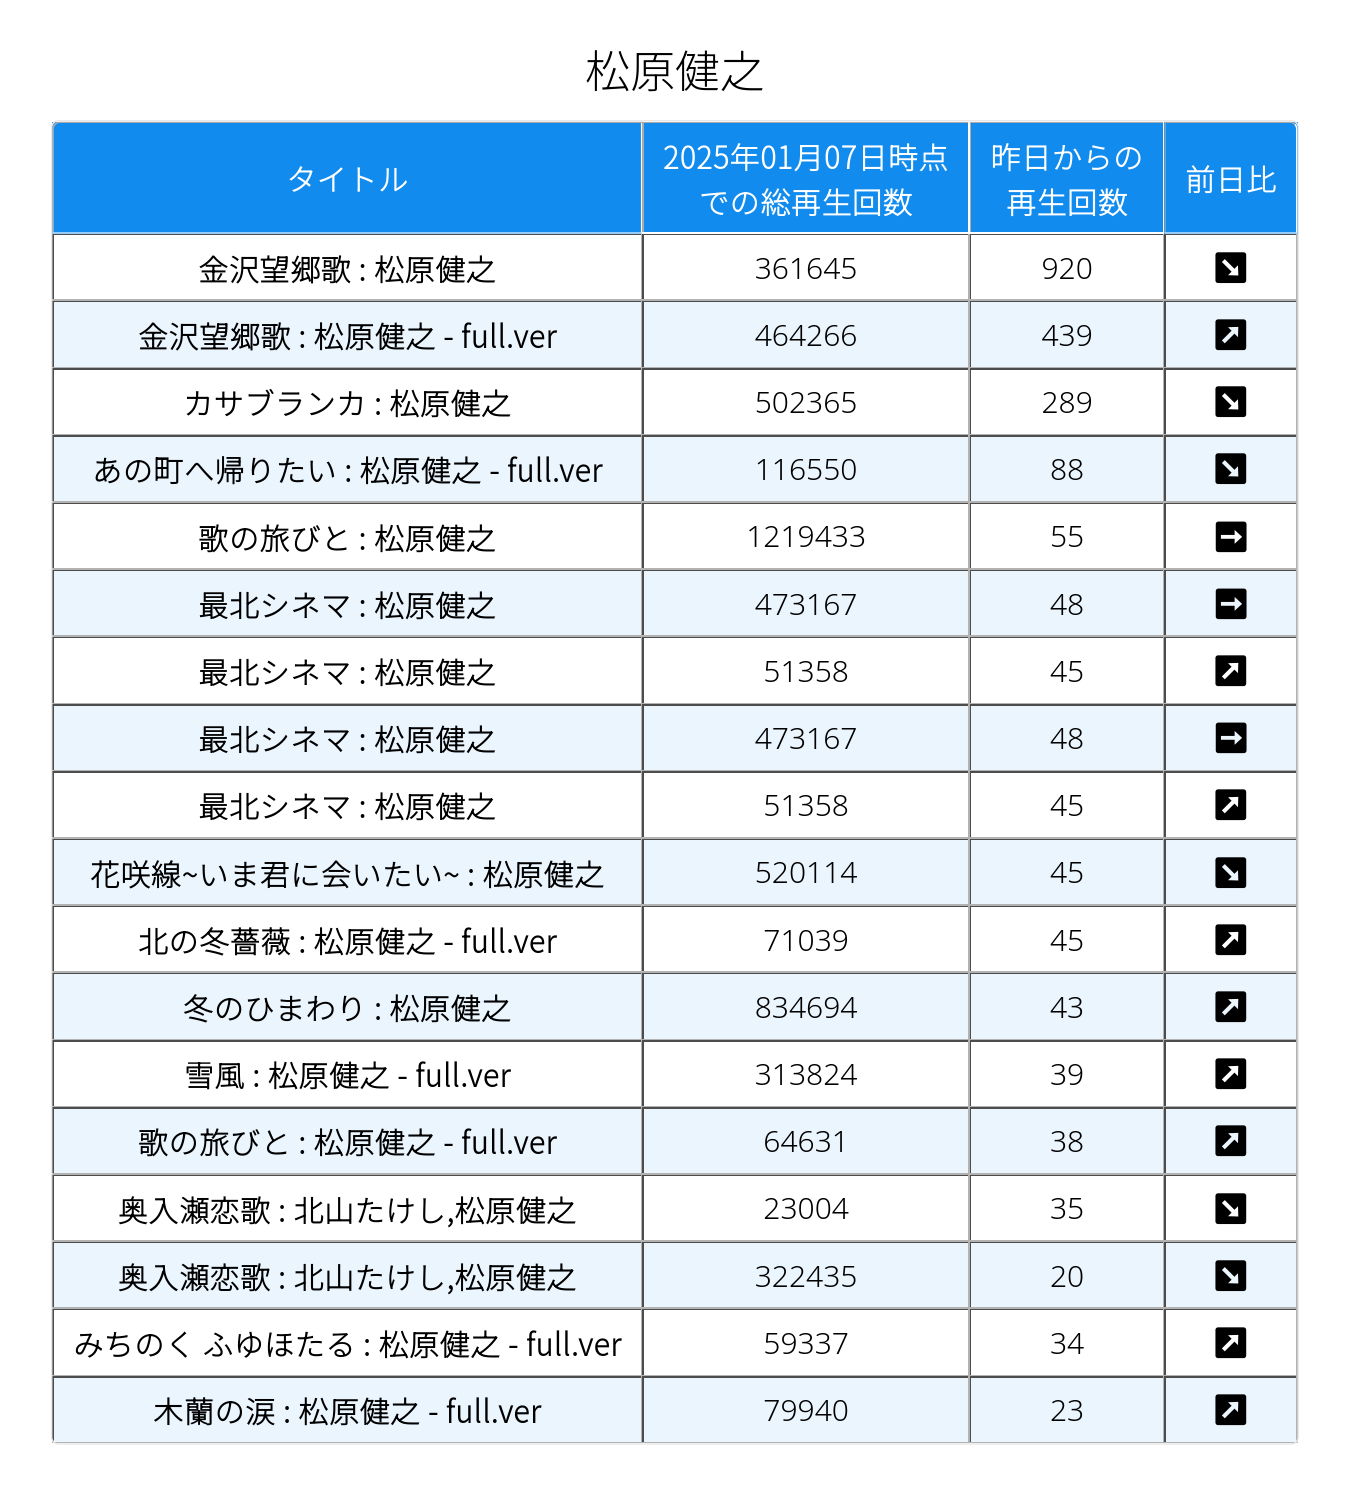 松原健之
タイトル
2025年01月07日時点
での総再生回数
昨日からの
再生回数
前日比
金沢望郷歌 : 松原健之 361645 920 ↘
金沢望郷歌 : 松原健之 - full.ver 464266 439 ↗
カサブランカ : 松原健之 502365 289 ↘
あの町へ帰りたい : 松原健之 - full.ver 116550 88 ↘
歌の旅びと : 松原健之 1219433 55 →
最北シネマ : 松原健之 473167 48 →
最北シネマ : 松原健之 51358 45 ↗
最北シネマ : 松原健之 473167 48 →
最北シネマ : 松原健之 51358 45 ↗
花咲線~いま君に会いたい~ : 松原健之 520114 45 ↘
北の冬薔薇 : 松原健之 - full.ver 71039 45 ↗
冬のひまわり : 松原健之 834694 43 ↗
雪風 : 松原健之 - full.ver 313824 39 ↗
歌の旅びと : 松原健之 - full.ver 64631 38 ↗
奥入瀬恋歌 : 北山たけし,松原健之 23004 35 ↘
奥入瀬恋歌 : 北山たけし,松原健之 322435 20 ↘
みちのく ふゆほたる : 松原健之 - full.ver 59337 34 ↗
木蘭の涙 : 松原健之 - full.ver 79940 23 ↗